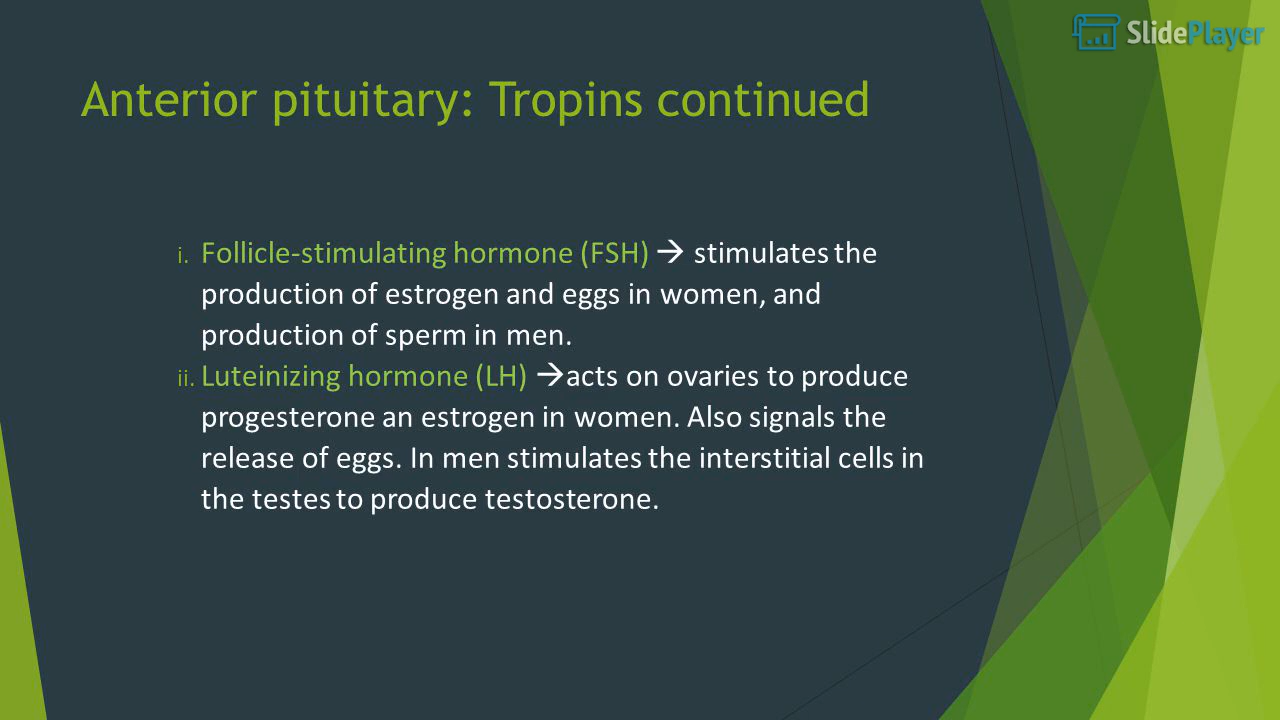 SlidePlayer
Anterior pituitary: Tropins continued
i. Follicle-stimulating hormone (FSH) → stimulates the
production of estrogen and eggs in women, and
production of sperm in men.
ii. Luteinizing hormone (LH) →acts on ovaries to produce
progesterone an estrogen in women. Also signals the
release of eggs. In men stimulates the interstitial cells in
the testes to produce testosterone.